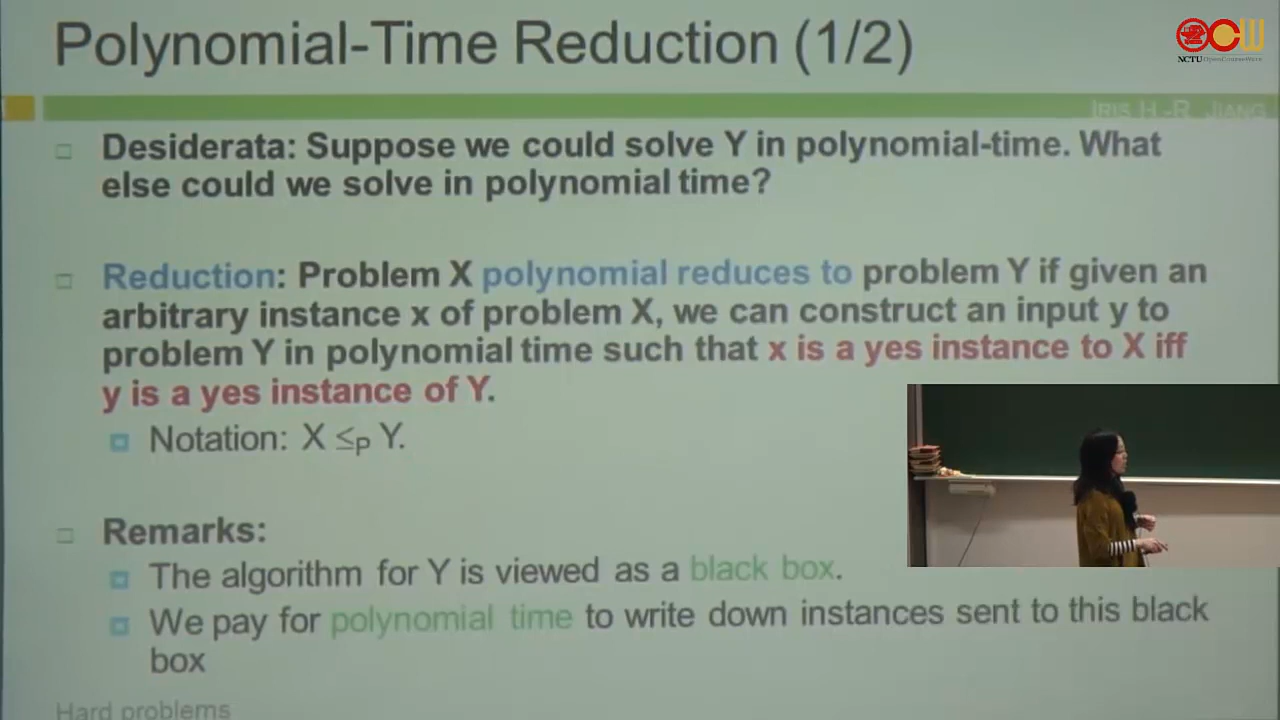 Polynomial-Time Reduction (1/2)
NCTU OpenCourseWare
IRIS H.-R. JIANG
Desiderata: Suppose we could solve Y in polynomial-time. What
else could we solve in polynomial time?
Reduction: Problem X polynomial reduces to problem Y if given an
arbitrary instance x of problem X, we can construct an input y to
problem Y in polynomial time such that x is a yes instance to X iff
y is a yes instance of Y.
Notation: X ≤P Y.
Remarks:
The algorithm for Y is viewed as a black box.
We pay for polynomial time to write down instances sent to this black
box
Hard problems